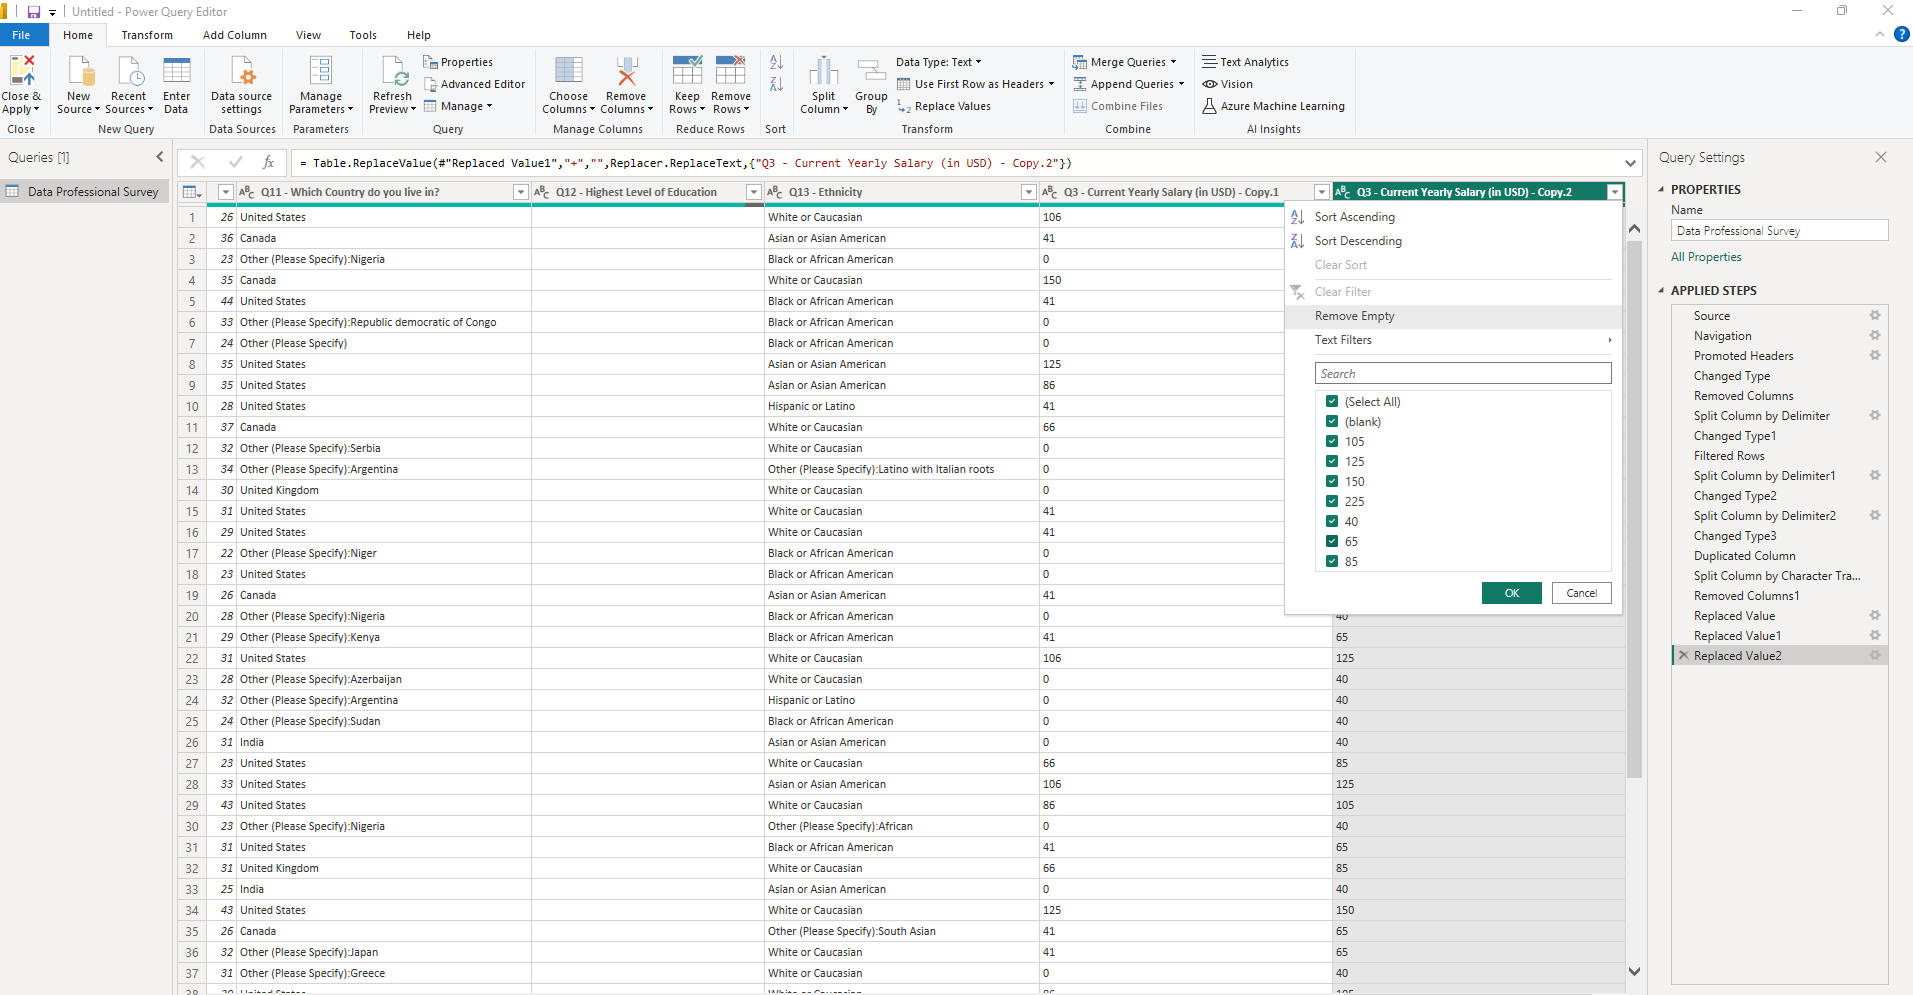 Untitled - Power Query Editor
File Home Transform Add Column View Tools Help
Close & Apply
New Source
Recent Sources
Enter Data
Data source settings
Manage Parameters
Refresh Preview
Properties
Advanced Editor
Manage
Choose Columns
Remove Columns
Keep Rows
Remove Rows
Split Column
Group By
Data Type: Text
Use First Row as Headers
Replace Values
Merge Queries
Append Queries
Combine Files
Text Analytics
Vision
Azure Machine Learning
Close New Query Data Sources Parameters Query Manage Columns Reduce Rows Sort Transform Combine AI Insights
Queries [1]
Data Professional Survey
fx = Table.ReplaceValue(#"Replaced Value1","+","",Replacer.ReplaceText,{"Q3 - Current Yearly Salary (in USD) - Copy.2"})
Q11 - Which Country do you live in? Q12 - Highest Level of Education Q13 - Ethnicity Q3 - Current Yearly Salary (in USD) - Copy.1 Q3 - Current Yearly Salary (in USD) - Copy.2
1 26 United States White or Caucasian 106
2 36 Canada Asian or Asian American 41
3 23 Other (Please Specify):Nigeria Black or African American 0
4 35 Canada White or Caucasian 150
5 44 United States Black or African American 41
6 33 Other (Please Specify):Republic democratic of Congo Black or African American 0
7 24 Other (Please Specify) Black or African American 0
8 35 United States Asian or Asian American 125
9 35 United States Asian or Asian American 86
10 28 United States Hispanic or Latino 41
11 37 Canada White or Caucasian 66
12 32 Other (Please Specify):Serbia White or Caucasian 0
13 34 Other (Please Specify):Argentina Other (Please Specify):Latino with Italian roots 0
14 30 United Kingdom White or Caucasian 0
15 31 United States White or Caucasian 41
16 29 United States White or Caucasian 41
17 22 Other (Please Specify):Niger Black or African American 0
18 23 United States Black or African American 0
19 26 Canada Asian or Asian American 41
20 28 Other (Please Specify):Nigeria Black or African American 0 40
21 29 Other (Please Specify):Kenya Black or African American 41 65
22 31 United States White or Caucasian 106 125
23 28 Other (Please Specify):Azerbaijan White or Caucasian 0 40
24 32 Other (Please Specify):Argentina Hispanic or Latino 0 40
25 24 Other (Please Specify):Sudan Black or African American 0 40
26 31 India Asian or Asian American 0 40
27 23 United States White or Caucasian 66 85
28 33 United States Asian or Asian American 106 125
29 43 United States White or Caucasian 86 105
30 23 Other (Please Specify):Nigeria Other (Please Specify):African 0 40
31 31 United States Black or African American 41 65
32 31 United Kingdom White or Caucasian 66 85
33 25 India Asian or Asian American 0 40
34 43 United States White or Caucasian 125 150
35 26 Canada Other (Please Specify):South Asian 41 65
36 32 Other (Please Specify):Japan White or Caucasian 41 65
37 31 Other (Please Specify):Greece White or Caucasian 0 40
Sort Ascending
Sort Descending
Clear Sort
Clear Filter
Remove Empty
Text Filters
Search
(Select All)
(blank)
105
125
150
225
40
65
85
OK Cancel
Query Settings
PROPERTIES
Name
Data Professional Survey
All Properties
APPLIED STEPS
Source
Navigation
Promoted Headers
Changed Type
Removed Columns
Split Column by Delimiter
Changed Type1
Filtered Rows
Split Column by Delimiter1
Changed Type2
Split Column by Delimiter2
Changed Type3
Duplicated Column
Split Column by Character Tra...
Removed Columns1
Replaced Value
Replaced Value1
Replaced Value2